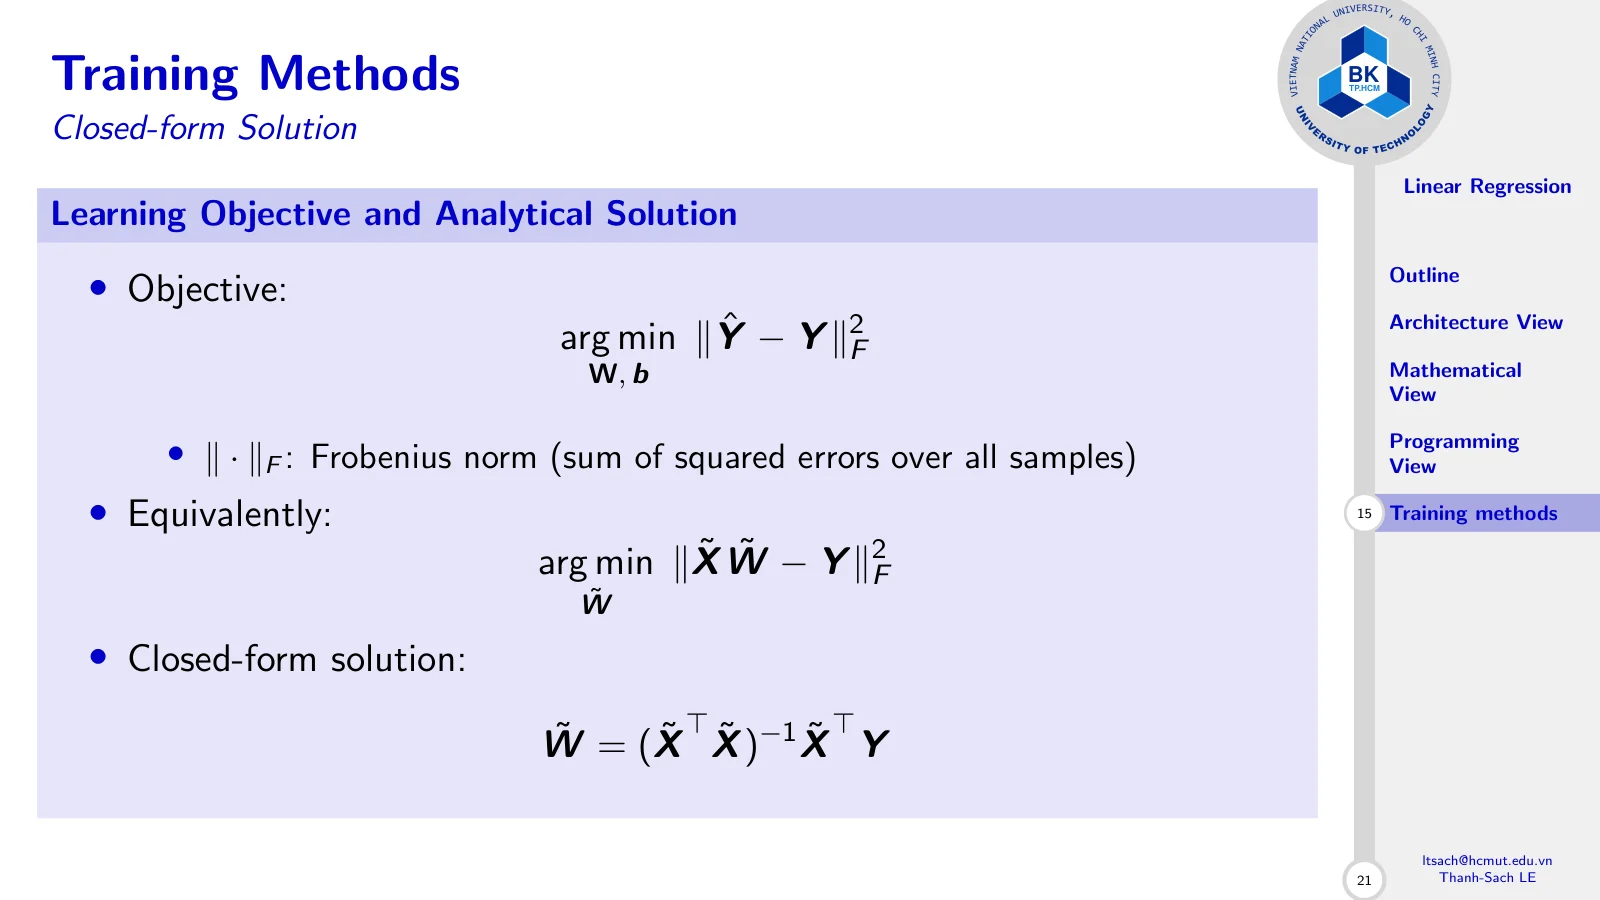 Training Methods
Closed-form Solution
Learning Objective and Analytical Solution
• Objective:
arg min ‖Ŷ − Y‖²_F
W, b
• ‖ · ‖_F: Frobenius norm (sum of squared errors over all samples)
• Equivalently:
arg min ‖X̃W̃ − Y‖²_F
W̃
• Closed-form solution:
W̃ = (X̃^⊤ X̃)^−1 X̃^⊤ Y
VIETNAM NATIONAL UNIVERSITY, HO CHI MINH CITY
BK
TP.HCM
UNIVERSITY OF TECHNOLOGY
Linear Regression
Outline
Architecture View
Mathematical
View
Programming
View
15 Training methods
ltsach@hcmut.edu.vn
Thanh-Sach LE
21